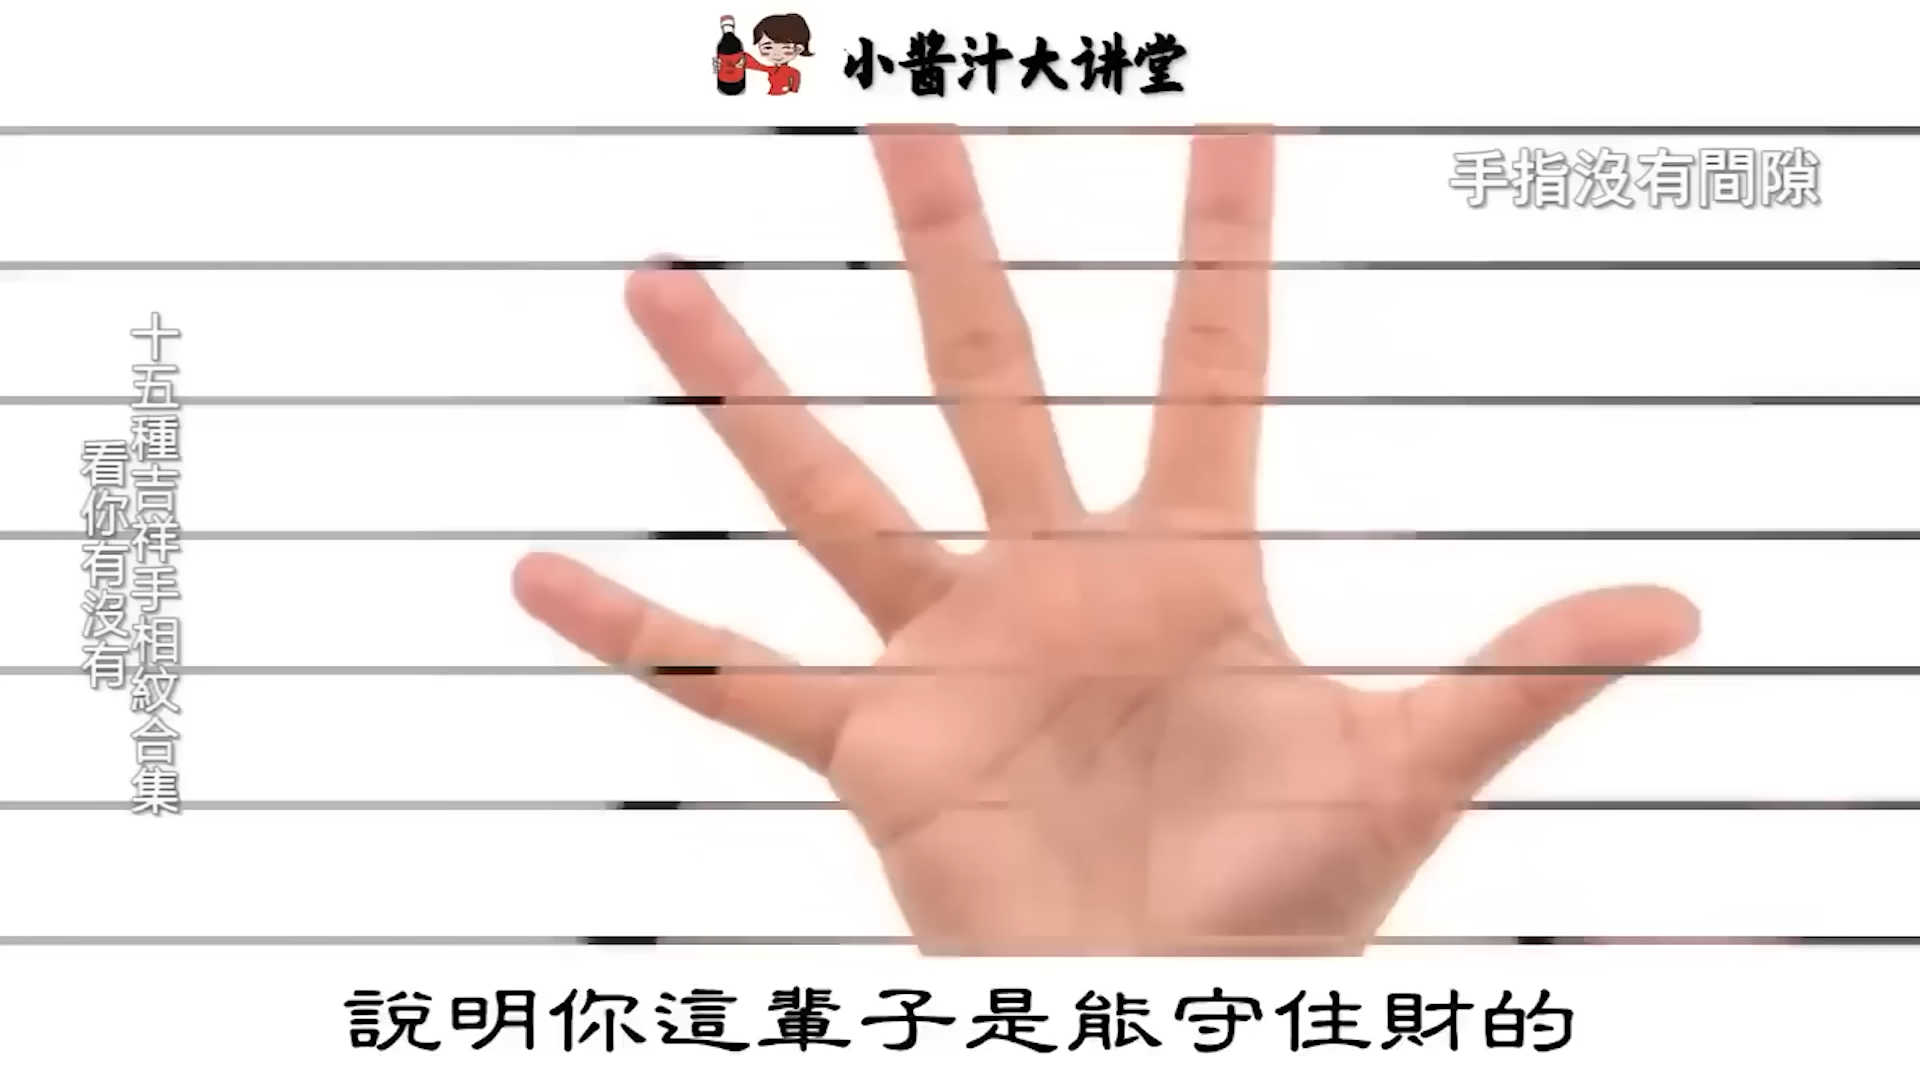 小酱汁大讲堂
手指沒有間隙
十五種吉祥手相紋合集
看你有沒有
說明你這輩子是能守住財的